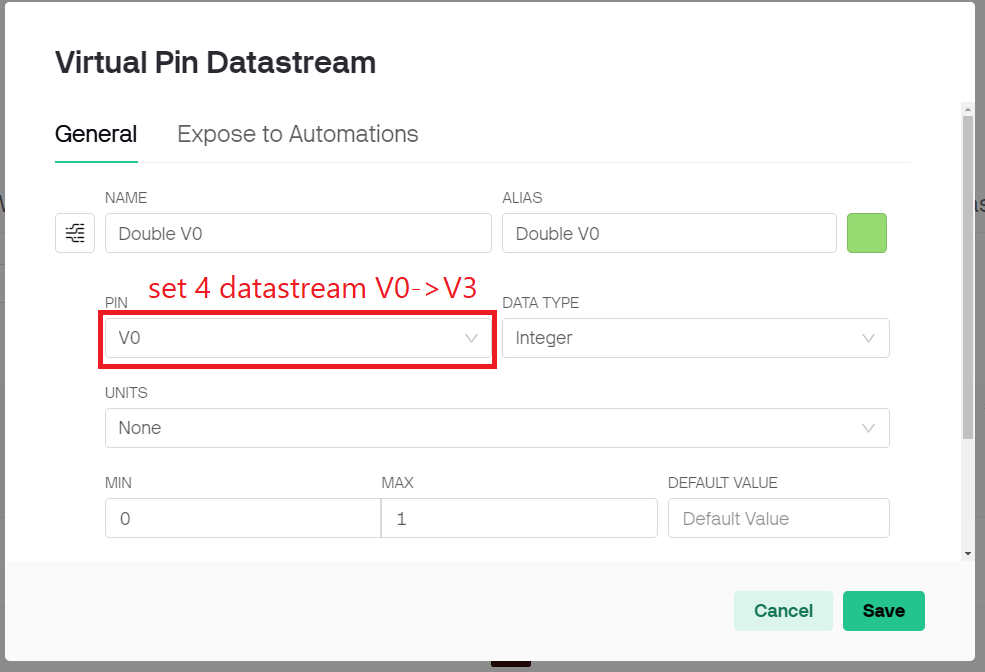 Virtual Pin Datastream
General
Expose to Automations
NAME
ALIAS
Double V0
Double V0
set 4 datastream V0->V3
PIN
DATA TYPE
V0
Integer
UNITS
None
MIN
MAX
DEFAULT VALUE
0
1
Default Value
Cancel
Save